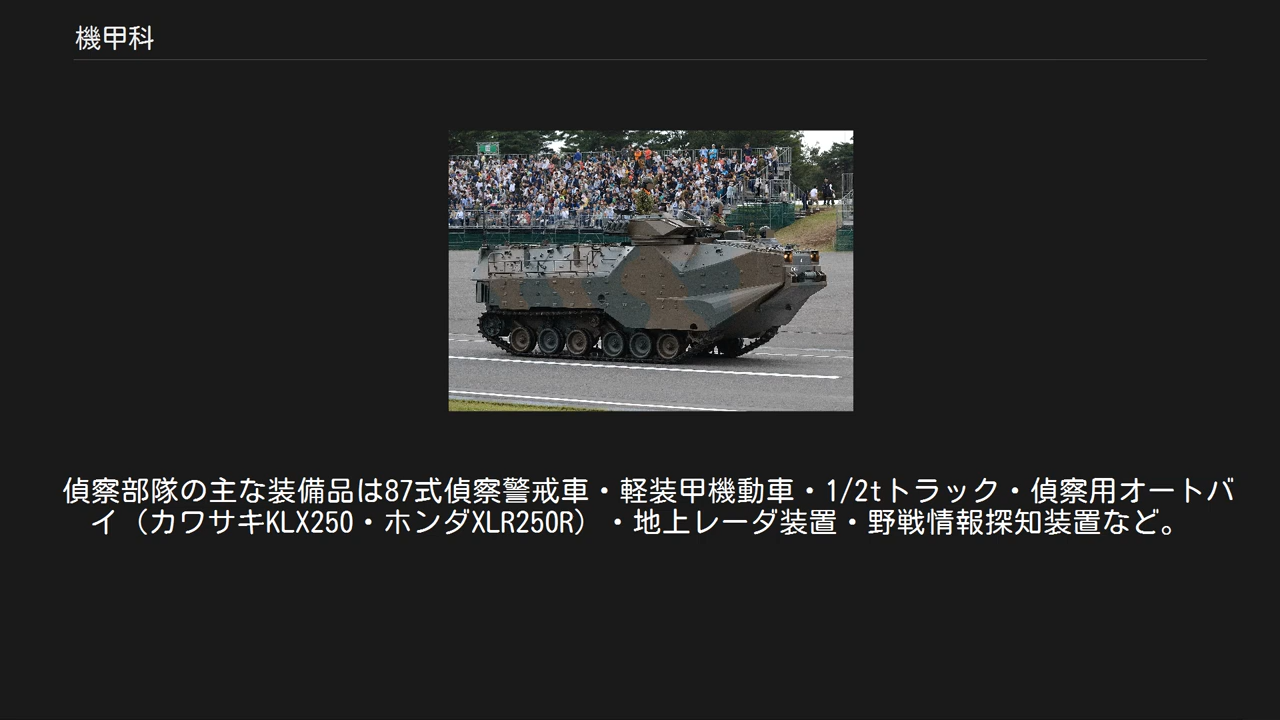 機甲科
偵察部隊の主な装備品は87式偵察警戒車・軽装甲機動車・1/2tトラック・偵察用オートバ
イ（カワサキKLX250・ホンダXLR250R）・地上レーダ装置・野戦情報探知装置など。